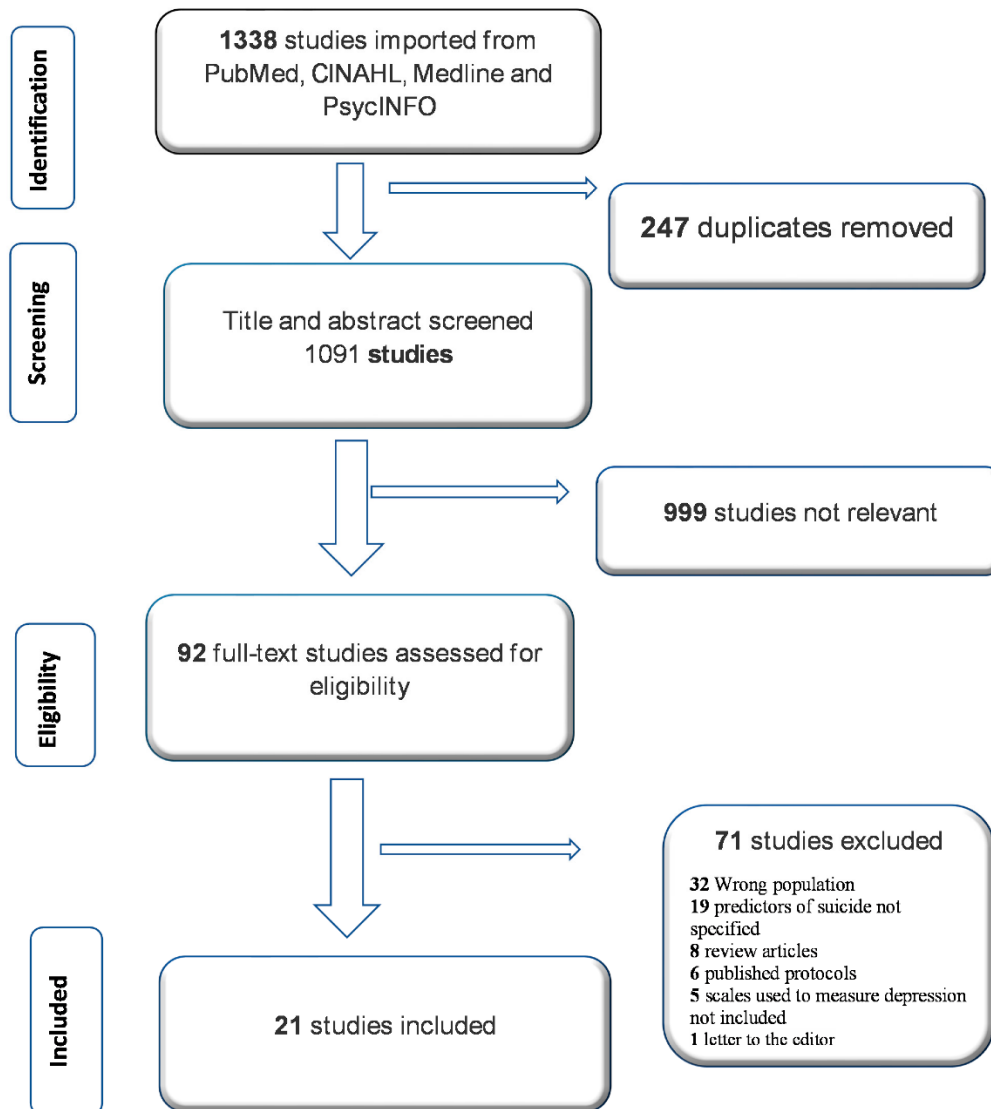 Identification
1338 studies imported from
PubMed, CINAHL, Medline and
PsycINFO
247 duplicates removed
Screening
Title and abstract screened
1091 studies
999 studies not relevant
Eligibility
92 full-text studies assessed for
eligibility
71 studies excluded
32 Wrong population
19 predictors of suicide not
specified
8 review articles
6 published protocols
5 scales used to measure depression
not included
1 letter to the editor
Included
21 studies included